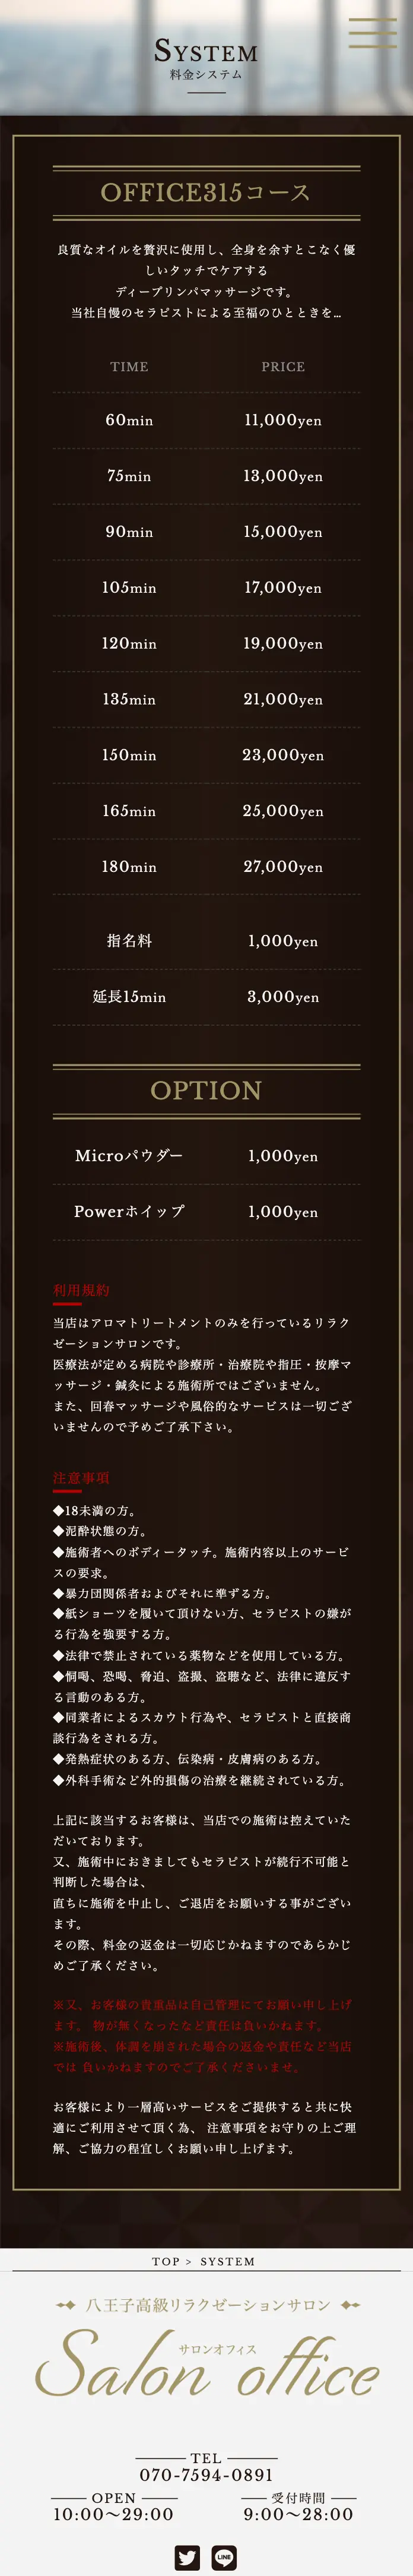 SYSTEM
料金システム
OFFICE315コース
良質なオイルを贅沢に使用し、全身を余すとこなく優
しいタッチでケアする
ディープリンパマッサージです。
当社自慢のセラピストによる至福のひとときを…
TIME PRICE
60min 11,000yen
75min 13,000yen
90min 15,000yen
105min 17,000yen
120min 19,000yen
135min 21,000yen
150min 23,000yen
165min 25,000yen
180min 27,000yen
指名料 1,000yen
延長15min 3,000yen
OPTION
Microパウダー 1,000yen
Powerホイップ 1,000yen
利用規約
当店はアロマトリートメントのみを行っているリラク
ゼーションサロンです。
医療法が定める病院や診療所・治療院や指圧・按摩マ
ッサージ・鍼灸による施術所ではございません。
また、回春マッサージや風俗的なサービスは一切ござ
いませんので予めご了承下さい。
注意事項
◆18未満の方。
◆泥酔状態の方。
◆施術者へのボディータッチ。施術内容以上のサービ
スの要求。
◆暴力団関係者およびそれに準ずる方。
◆紙ショーツを履いて頂けない方、セラピストの嫌が
る行為を強要する方。
◆法律で禁止されている薬物などを使用している方。
◆恫喝、恐喝、脅迫、盗撮、盗聴など、法律に違反す
る言動のある方。
◆同業者によるスカウト行為や、セラピストと直接商
談行為をされる方。
◆発熱症状のある方、伝染病・皮膚病のある方。
◆外科手術など外的損傷の治療を継続されている方。
上記に該当するお客様は、当店での施術は控えていた
だいております。
又、施術中におきましてもセラピストが続行不可能と
判断した場合は、
直ちに施術を中止し、ご退店をお願いする事がござい
ます。
その際、料金の返金は一切応じかねますのであらかじ
めご了承ください。
※又、お客様の貴重品は自己管理にてお願い申し上げ
ます。 物が無くなったなど責任は負いかねます。
※施術後、体調を崩された場合の返金や責任など当店
では 負いかねますのでご了承くださいませ。
お客様により一層高いサービスをご提供すると共に快
適にご利用させて頂く為、 注意事項をお守りの上ご理
解、ご協力の程宜しくお願い申し上げます。
TOP > SYSTEM
八王子高級リラクゼーションサロン
サロンオフィス
Salon office
TEL
070-7594-0891
OPEN 受付時間
10:00〜29:00 9:00〜28:00
LINE